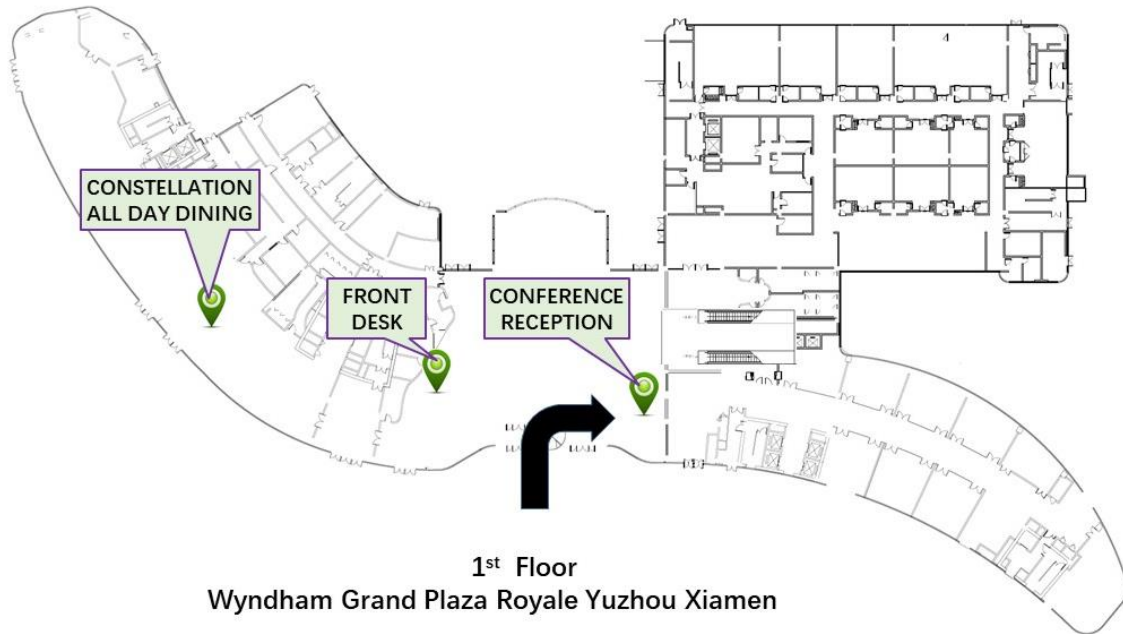 CONSTELLATION
ALL DAY DINING
FRONT
DESK
CONFERENCE
RECEPTION
1st Floor
Wyndham Grand Plaza Royale Yuzhou Xiamen